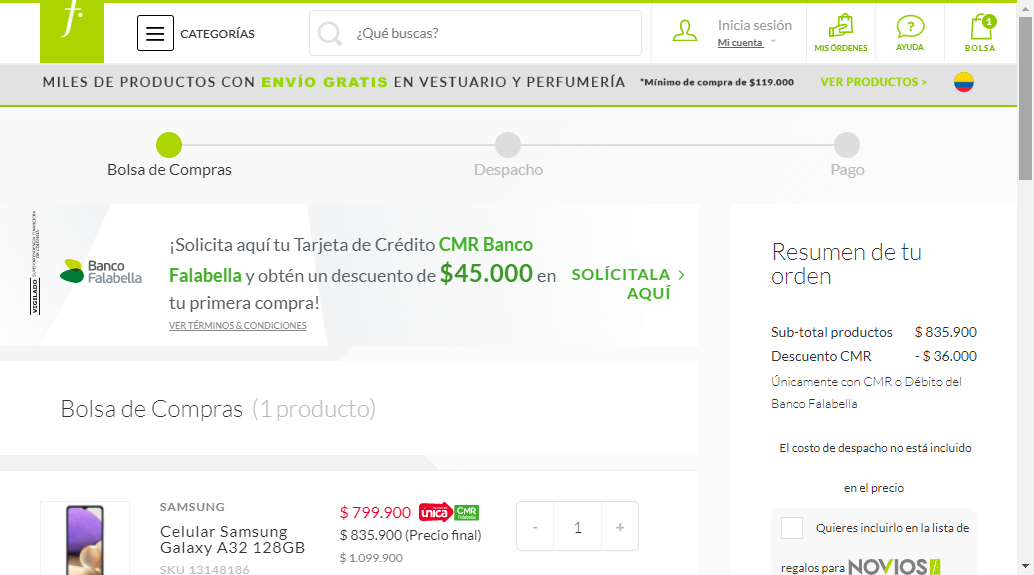 f.
CATEGORÍAS
¿Qué buscas?
Inicia sesión
Mi cuenta
MIS ÓRDENES
AYUDA
1
BOLSA
MILES DE PRODUCTOS CON ENVÍO GRATIS EN VESTUARIO Y PERFUMERÍA *Mínimo de compra de $119.000 VER PRODUCTOS >
Bolsa de Compras
Despacho
Pago
VIGILADO SUPERINTENDENCIA FINANCIERA
DE COLOMBIA
Banco
Falabella
¡Solicita aquí tu Tarjeta de Crédito CMR Banco
Falabella y obtén un descuento de $45.000 en
tu primera compra!
VER TÉRMINOS & CONDICIONES
SOLÍCITALA >
AQUÍ
Bolsa de Compras (1 producto)
SAMSUNG
Celular Samsung
Galaxy A32 128GB
SKU 13148186
$ 799.900 única CMR Falabella
$ 835.900 (Precio final)
$ 1.099.900
- 1 +
Resumen de tu
orden
Sub-total productos $ 835.900
Descuento CMR - $ 36.000
Únicamente con CMR o Débito del
Banco Falabella
El costo de despacho no está incluido
en el precio
Quieres incluirlo en la lista de
regalos para NOVIOS f